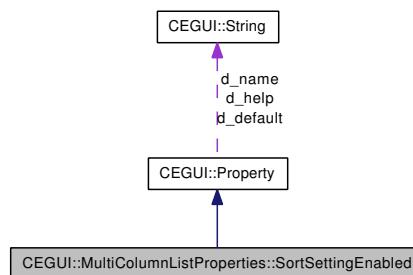 CEGUI::String
d_name
d_help
d_default
CEGUI::Property
CEGUI::MultiColumnListProperties::SortSettingEnabled